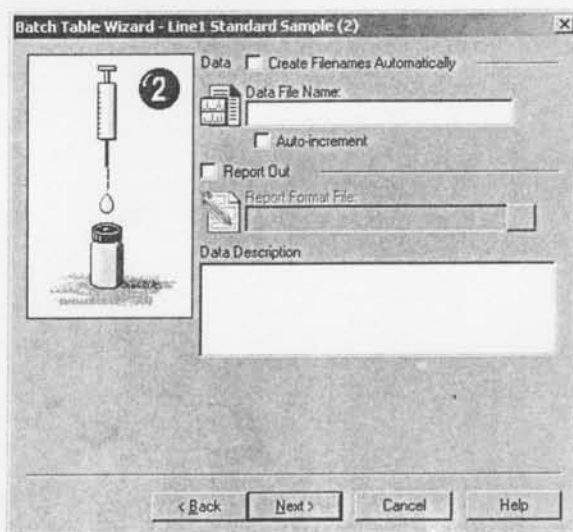 Batch Table Wizard - Line1 Standard Sample (2)
2
Data Create Filenames Automatically
Data File Name:
Auto-increment
Report Out
Report Format File:
Data Description
< Back Next > Cancel Help